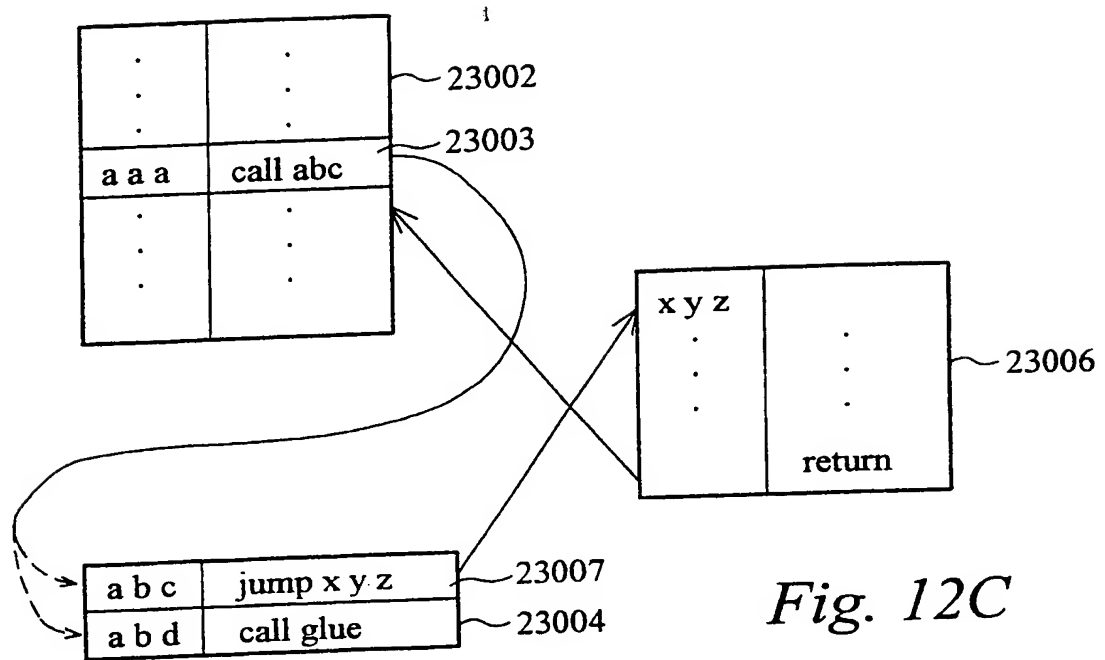 23002
23003
a a a call abc
x y z
23006
return
a b c jump x y z
23007
a b d call glue
23004
Fig. 12C